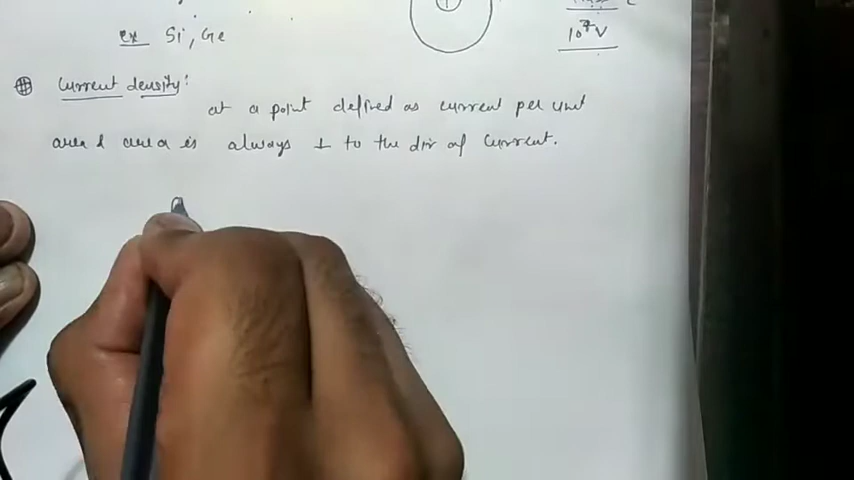 ex Si, Ge
10⁷V
Current density:
at a point defined as current per unit
area & area is always ⊥ to the dir of current.